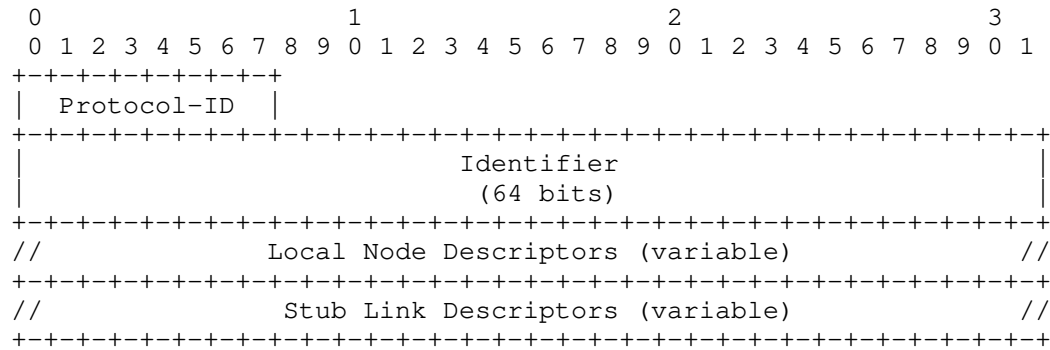 0                   1                   2                   3
 0 1 2 3 4 5 6 7 8 9 0 1 2 3 4 5 6 7 8 9 0 1 2 3 4 5 6 7 8 9 0 1
+-+-+-+-+-+-+-+-+
|  Protocol-ID  |
+-+-+-+-+-+-+-+-+-+-+-+-+-+-+-+-+-+-+-+-+-+-+-+-+-+-+-+-+-+-+-+-+
|                           Identifier                          |
|                            (64 bits)                          |
+-+-+-+-+-+-+-+-+-+-+-+-+-+-+-+-+-+-+-+-+-+-+-+-+-+-+-+-+-+-+-+-+
//              Local Node Descriptors (variable)              //
+-+-+-+-+-+-+-+-+-+-+-+-+-+-+-+-+-+-+-+-+-+-+-+-+-+-+-+-+-+-+-+-+
//               Stub Link Descriptors (variable)              //
+-+-+-+-+-+-+-+-+-+-+-+-+-+-+-+-+-+-+-+-+-+-+-+-+-+-+-+-+-+-+-+-+